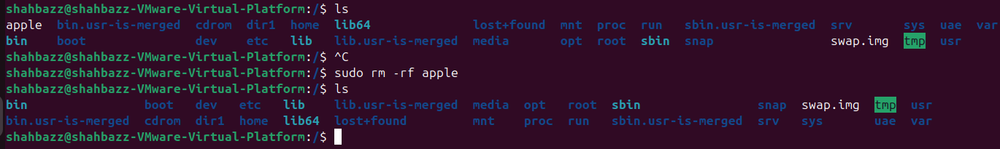 shahbazz@shahbazz-VMware-Virtual-Platform:/$ ls
apple  bin.usr-is-merged  cdrom  dir1  home  lib64              lost+found  mnt  proc  run   sbin.usr-is-merged  srv       sys  uae  var
bin    boot               dev    etc   lib   lib.usr-is-merged  media       opt  root  sbin  snap                swap.img  tmp  usr
shahbazz@shahbazz-VMware-Virtual-Platform:/$ ^C
shahbazz@shahbazz-VMware-Virtual-Platform:/$ sudo rm -rf apple
shahbazz@shahbazz-VMware-Virtual-Platform:/$ ls
bin                boot   dev   etc   lib    lib.usr-is-merged  media  opt   root  sbin                snap  swap.img  tmp  usr
bin.usr-is-merged  cdrom  dir1  home  lib64  lost+found         mnt    proc  run   sbin.usr-is-merged  srv   sys       uae  var
shahbazz@shahbazz-VMware-Virtual-Platform:/$